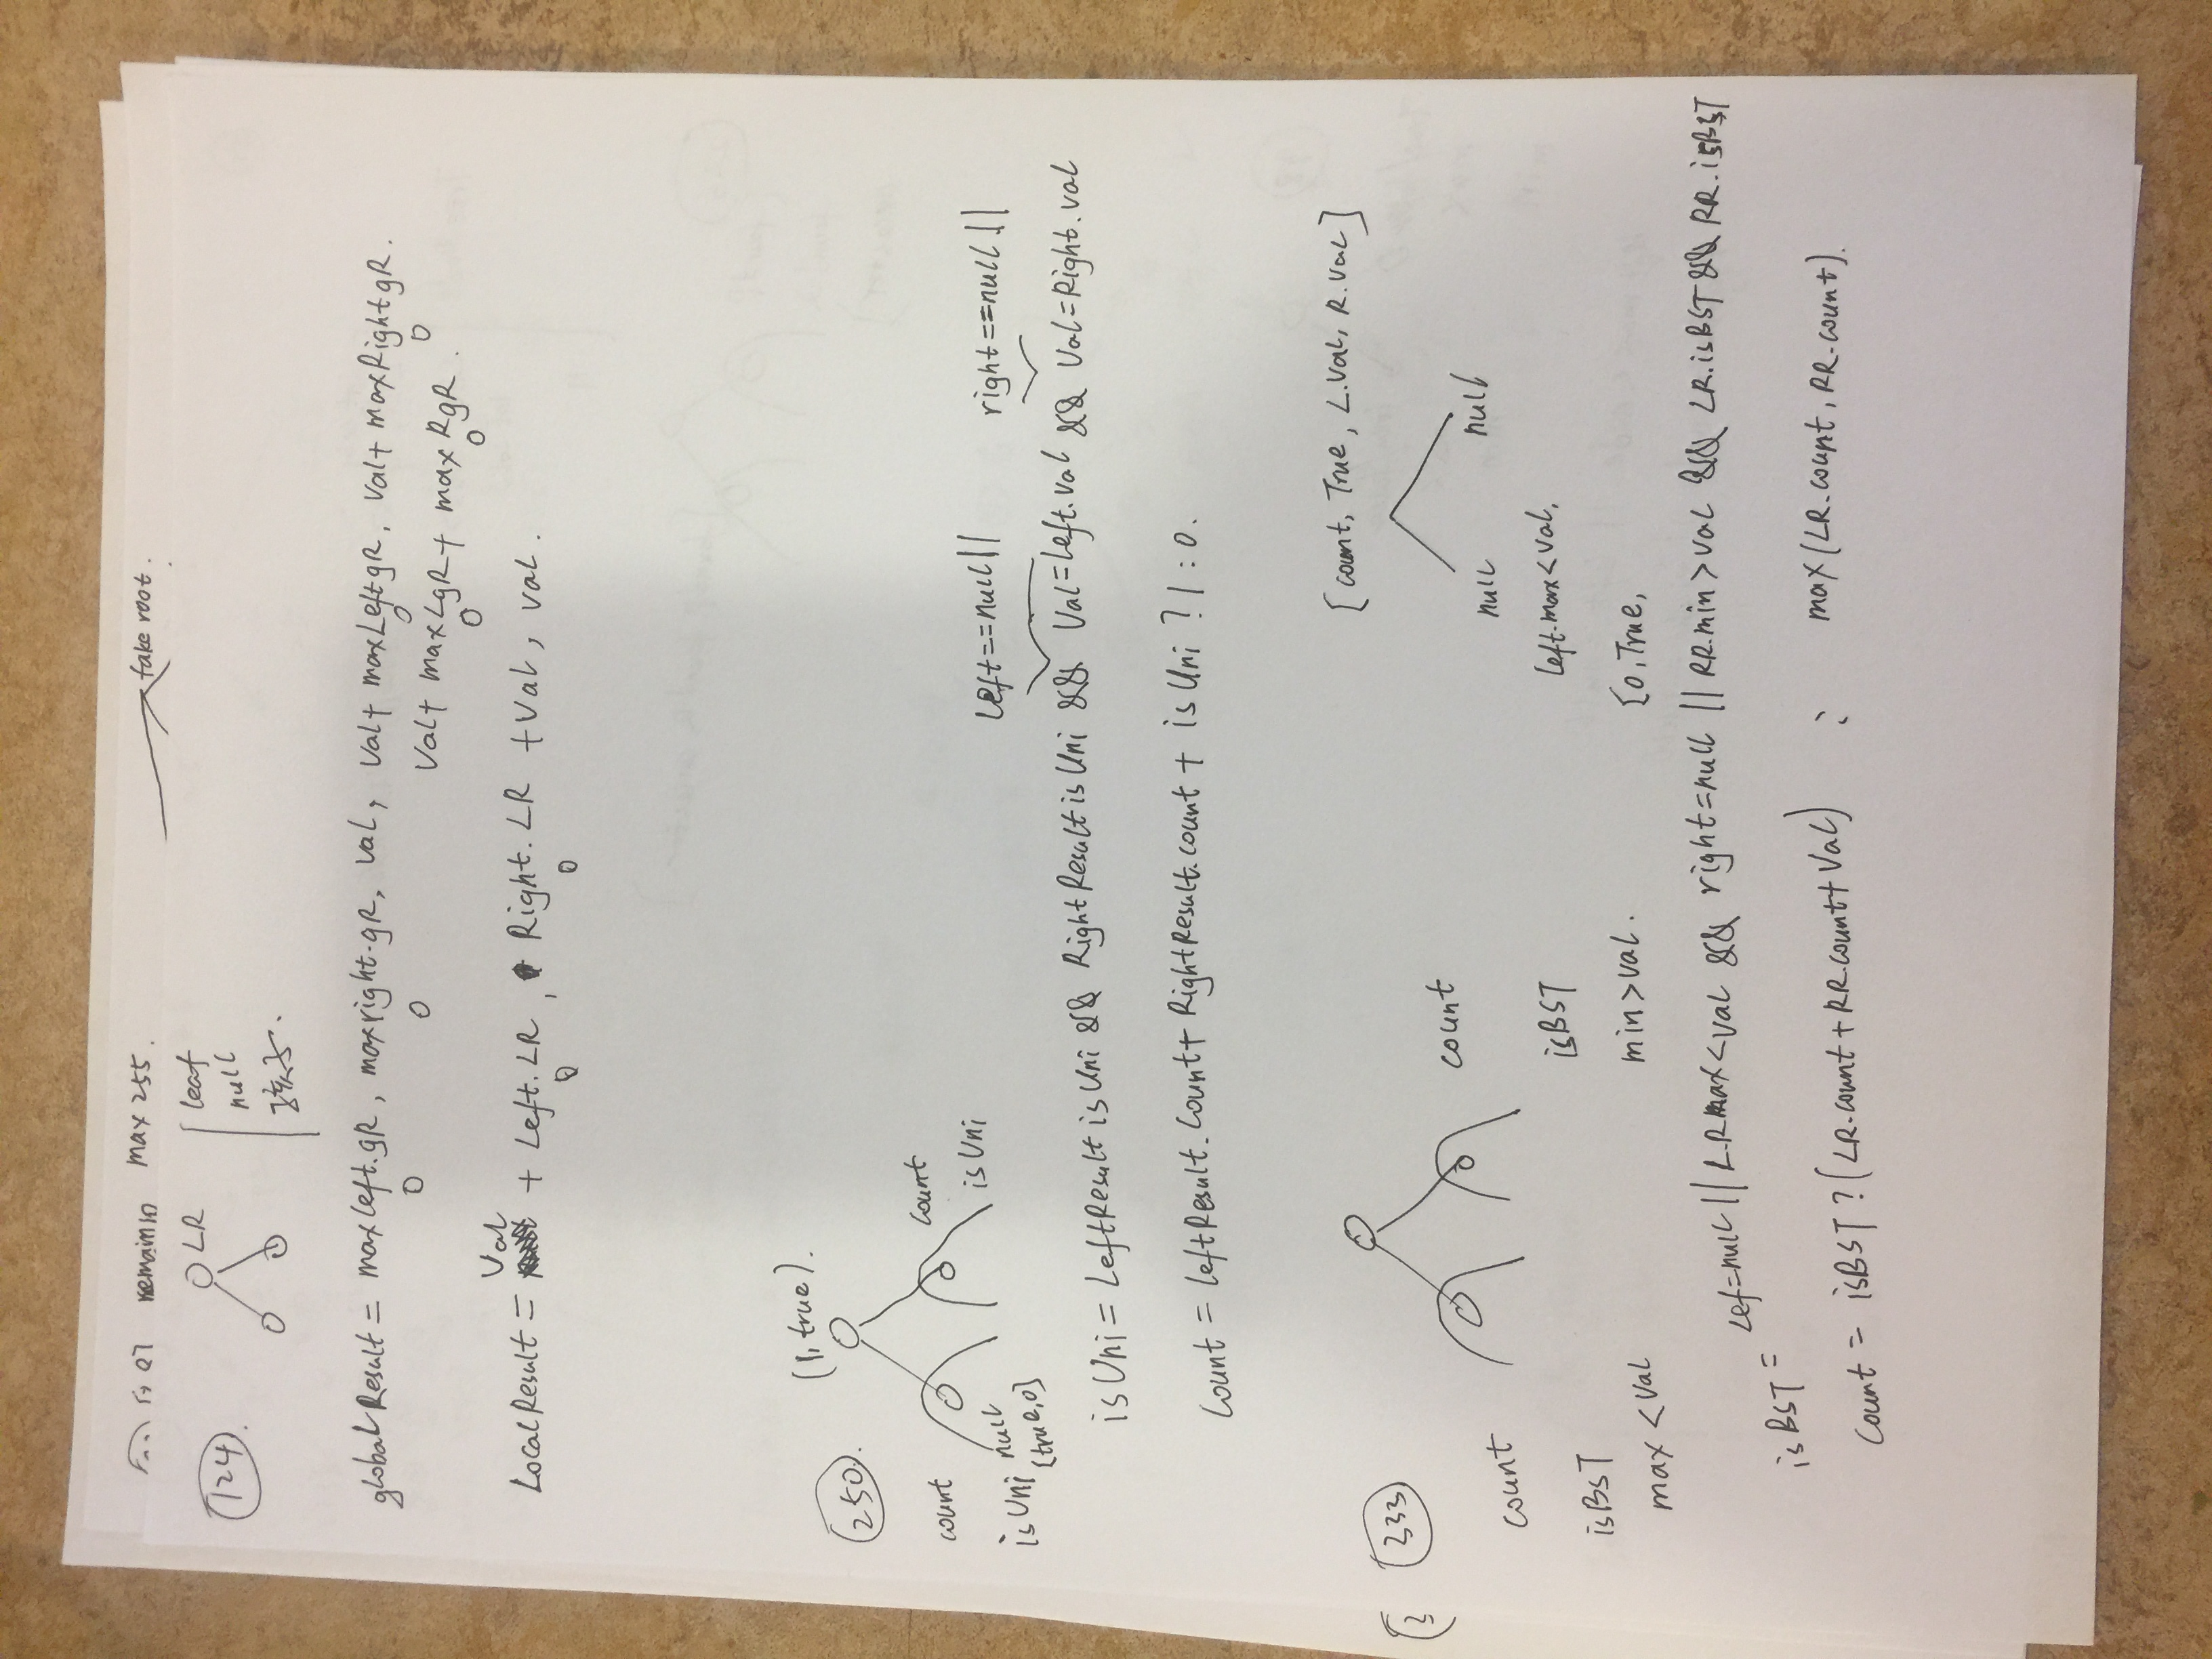 remain max 255.
fake root.
124.
LR
leaf
null
孩子.
globalResult = maxleft.gR, maxright.gR, val, Val+ maxLeftgR, Val+ maxRightgR.
0 0 0 0
Val+ maxLgR+ max RgR.
0 0
Val
LocalResult = + Left.LR, Right.LR +Val, val.
0 0
(1, true).
250.
count
count
isUni
isUni
null
[true,0]
left==null||
right==null||
isUni = LeftResult isUni && RightResult isUni && Val=left.val && Val=Right.val
Count = leftResult.Count+ RightResult.count + isUni ? 1 : 0.
[count, True, L.val, R.val]
(3
333
count
null
null
count
isBST
left.max<val,
isBST
min>val.
{0,True,
max <Val
Lef=null || L.Rmax<val && right=null || RR.min>val && LR.isBST && RR.isBST
isBST =
Count = isBST ? (LR.count+RR.count+Val) : max(LR.count, RR.count).